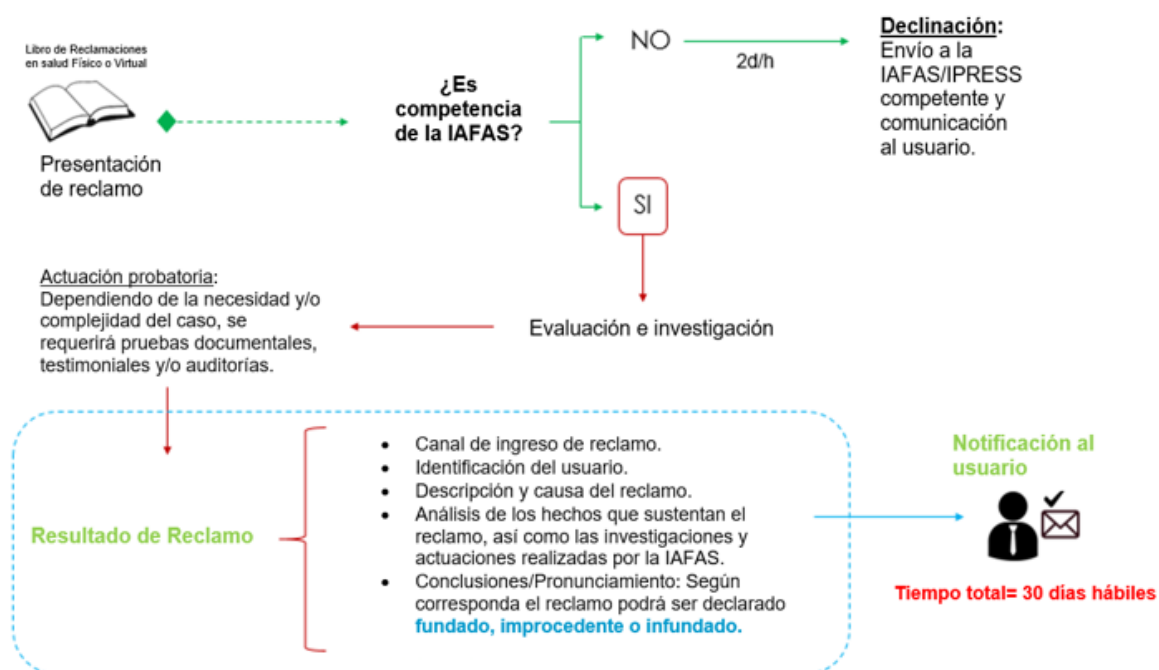 Libro de Reclamaciones
en salud Físico o Virtual
Presentación
de reclamo
¿Es
competencia
de la IAFAS?
NO
2d/h
Declinación:
Envío a la
IAFAS/IPRESS
competente y
comunicación
al usuario.
SI
Evaluación e investigación
Actuación probatoria:
Dependiendo de la necesidad y/o
complejidad del caso, se
requerirá pruebas documentales,
testimoniales y/o auditorías.
Resultado de Reclamo
• Canal de ingreso de reclamo.
• Identificación del usuario.
• Descripción y causa del reclamo.
• Análisis de los hechos que sustentan el
reclamo, así como las investigaciones y
actuaciones realizadas por la IAFAS.
• Conclusiones/Pronunciamiento: Según
corresponda el reclamo podrá ser declarado
fundado, improcedente o infundado.
Notificación al
usuario
Tiempo total= 30 días hábiles